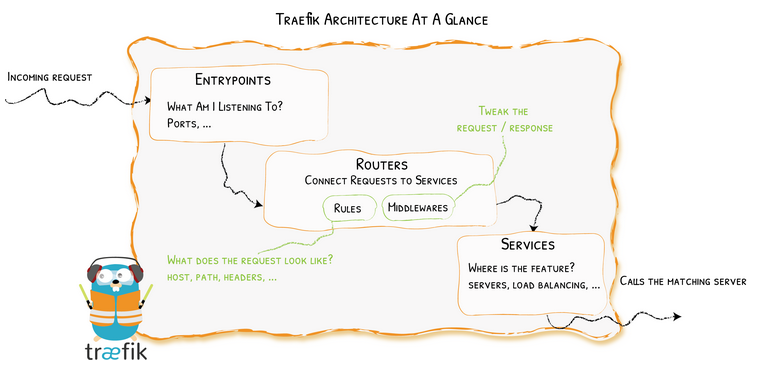 Traefik Architecture At A Glance
Incoming request
Entrypoints
What Am I Listening To?
Ports, ...
Tweak the
request / response
Routers
Connect Requests to Services
Rules
Middlewares
What does the request look like?
host, path, headers, ...
Services
Where is the feature?
servers, load balancing, ...
Calls the matching server
træfik